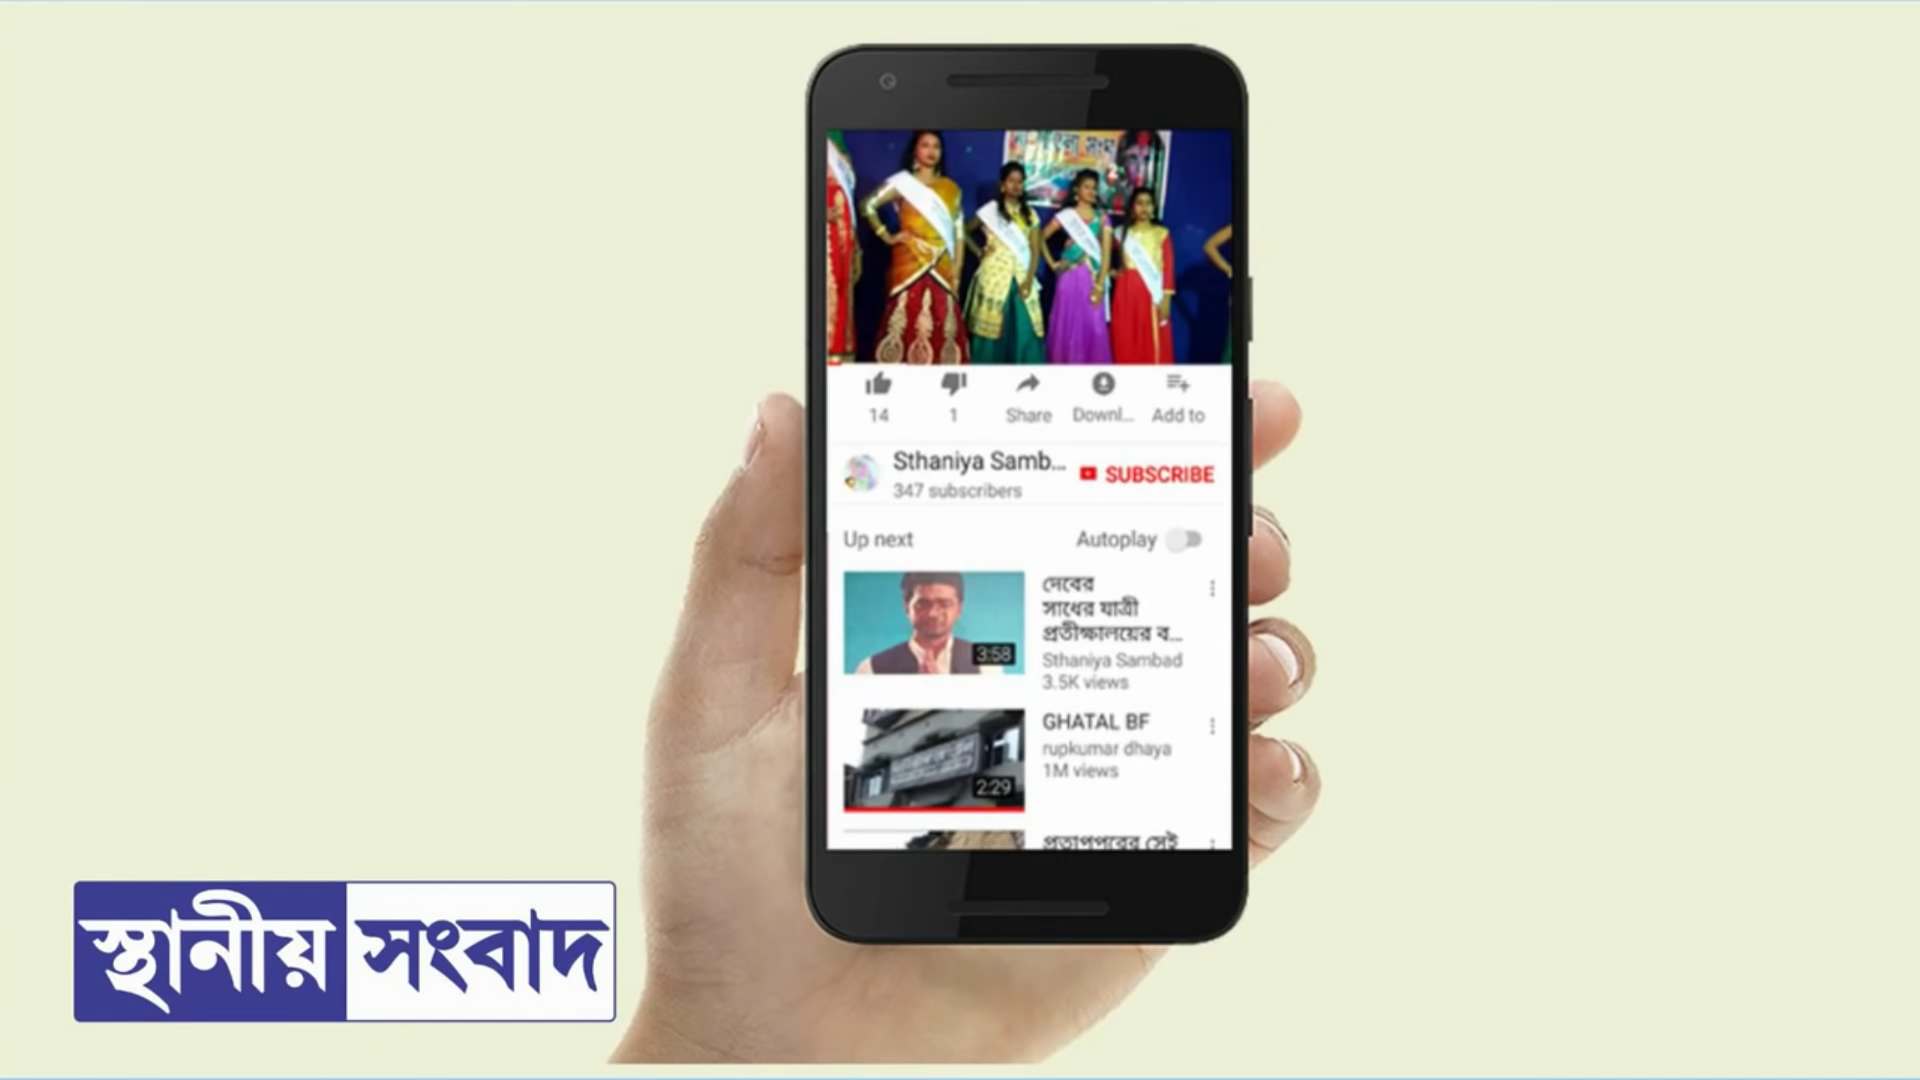 14
1
Share
Downl...
Add to
Sthaniya Samb...
347 subscribers
SUBSCRIBE
Up next
Autoplay
3:58
দেবের
সাধের যাত্রী
প্রতীক্ষালয়ের ব...
Sthaniya Sambad
3.5K views
2:29
GHATAL BF
rupkumar dhaya
1M views
স্থানীয় সংবাদ